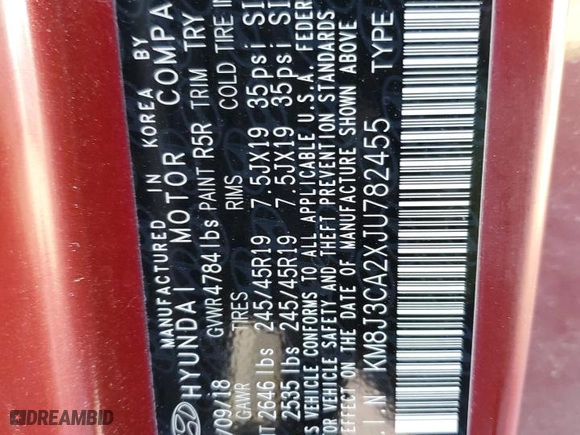 MANUFACTURED IN KOREA BY
HYUNDAI MOTOR COMPA
GVWR 4784 lbs PAINT R5R TRIM TRY
/09/18 TIRES RIMS COLD TIRE IN
GAWR
2646 lbs 245/45R19 7.5JX19 35psi SI
2535 lbs 245/45R19 7.5JX19 35psi SI
VEHICLE CONFORMS TO ALL APPLICABLE U.S.A. FEDER
VEHICLE SAFETY AND THEFT PREVENTION STANDARDS
EFFECT ON THE DATE OF MANUFACTURE SHOWN ABOVE.
.I N KM8J3CA2XJU782455 TYPE
DREAMBID